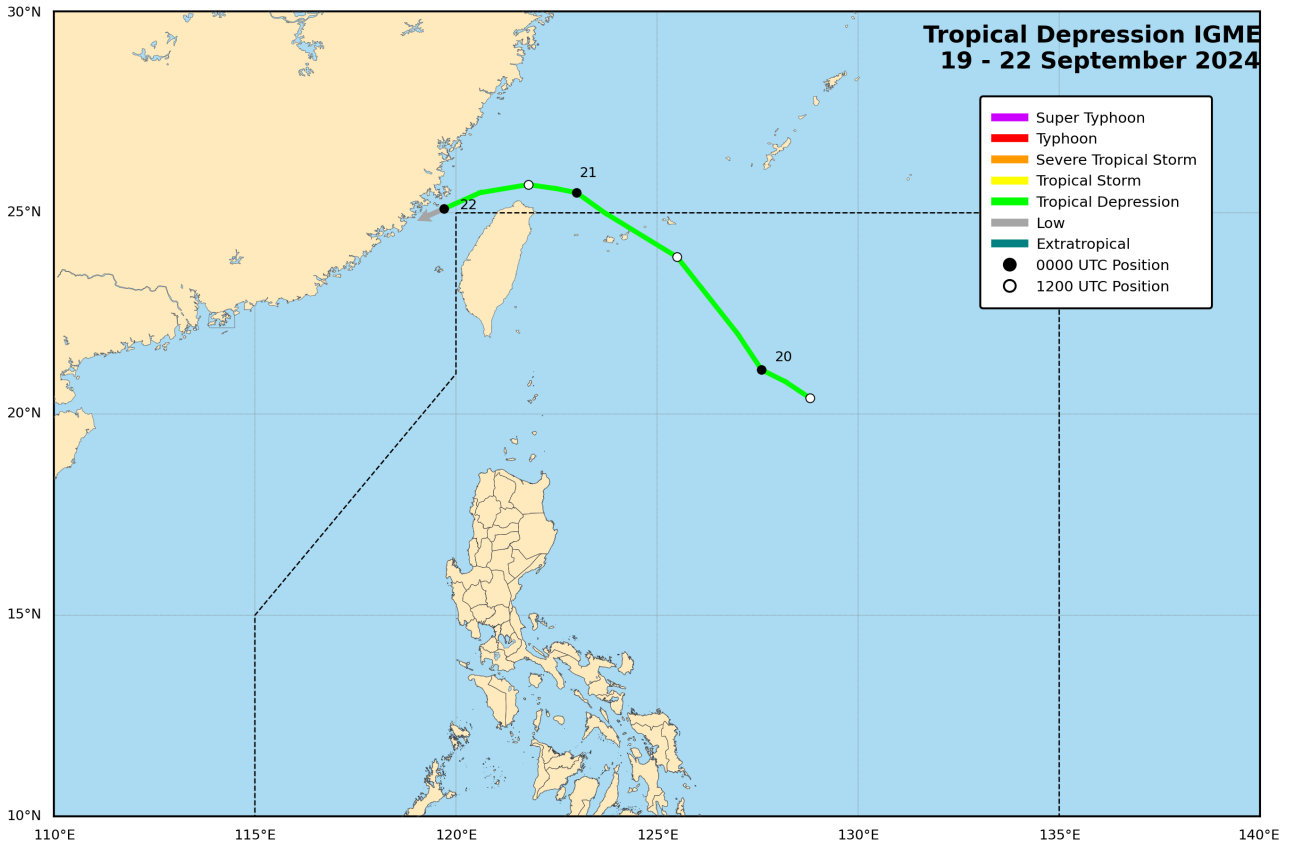 30°N
Tropical Depression IGME
19 - 22 September 2024
Super Typhoon
Typhoon
Severe Tropical Storm
Tropical Storm
Tropical Depression
Low
Extratropical
0000 UTC Position
1200 UTC Position
21
22
25°N
20
20°N
15°N
10°N
110°E
115°E
120°E
125°E
130°E
135°E
140°E